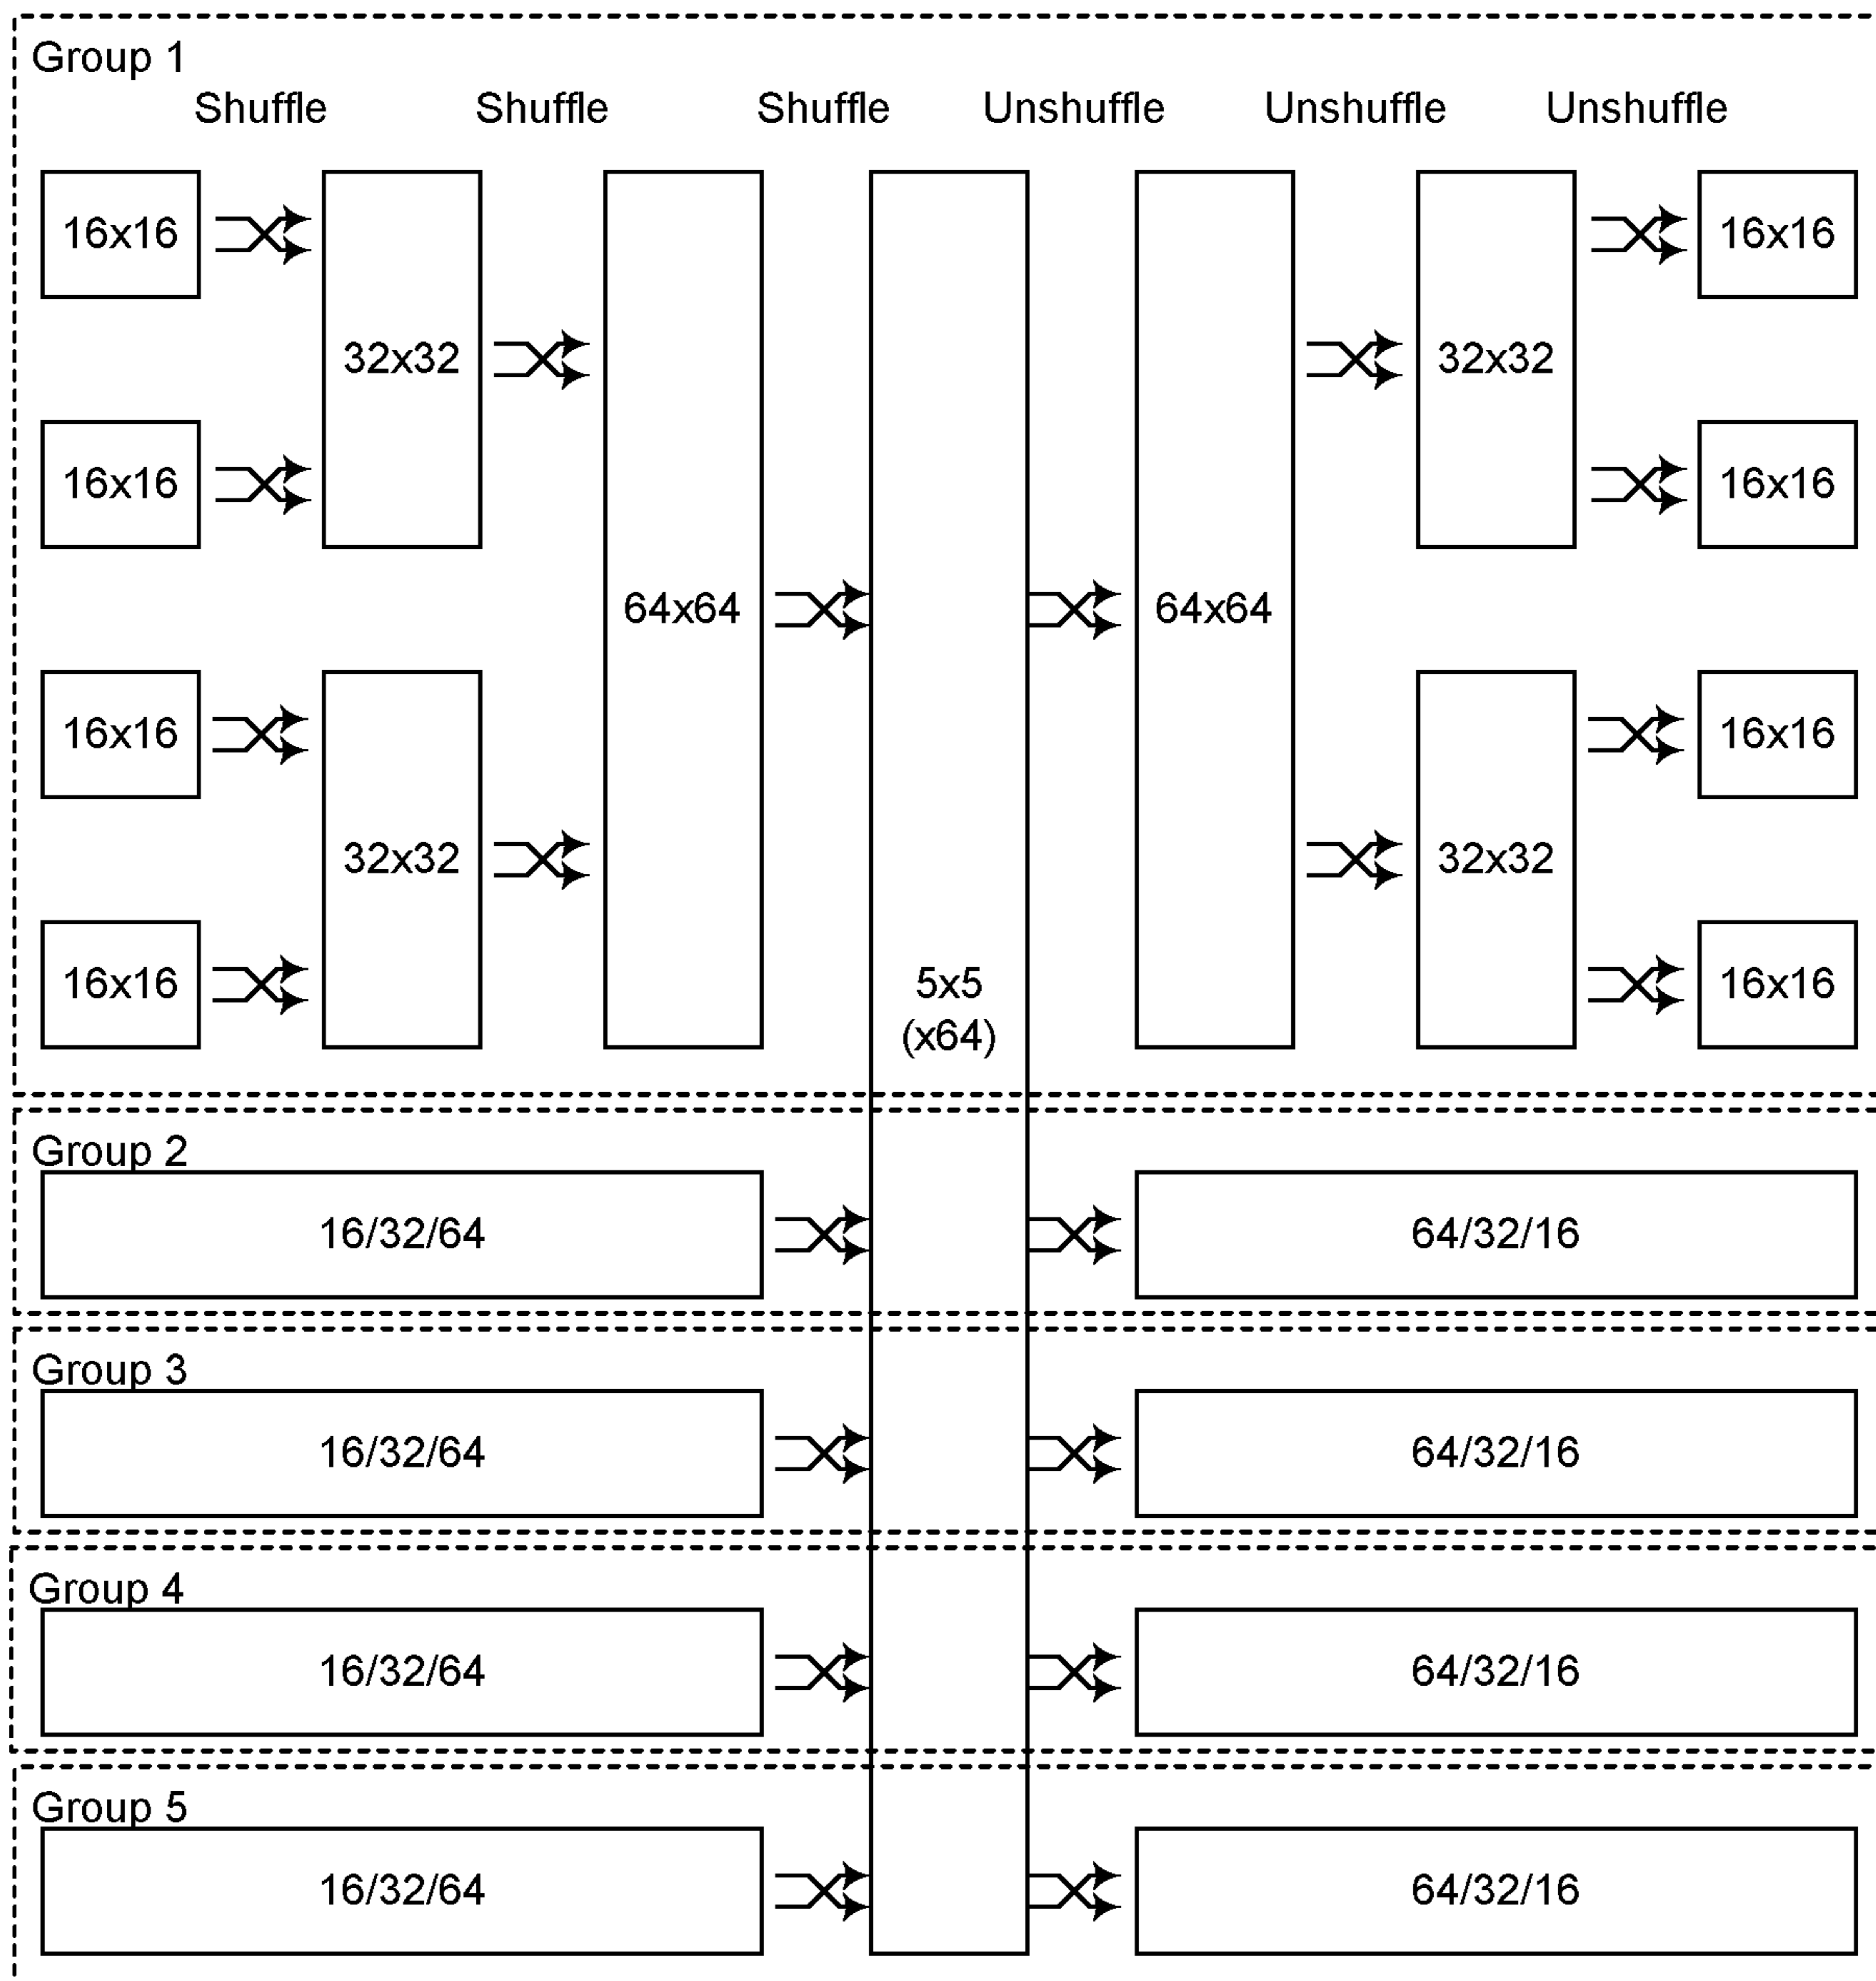 Group 1
Shuffle Shuffle Shuffle Unshuffle Unshuffle Unshuffle
16x16 16x16
32x32 32x32
16x16 16x16
64x64 64x64
16x16 16x16
32x32 32x32
16x16 5x5 16x16
(x64)
Group 2
16/32/64 64/32/16
Group 3
16/32/64 64/32/16
Group 4
16/32/64 64/32/16
Group 5
16/32/64 64/32/16